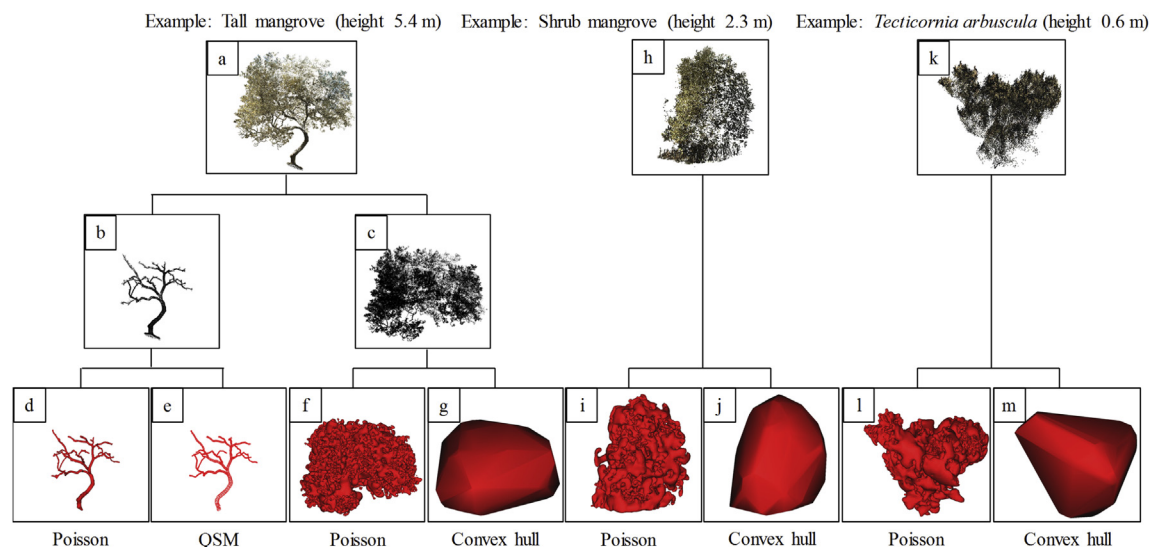 Example: Tall mangrove (height 5.4 m) Example: Shrub mangrove (height 2.3 m) Example: Tecticornia arbuscula (height 0.6 m)
a h k
b c
d e f g i j l m
Poisson QSM Poisson Convex hull Poisson Convex hull Poisson Convex hull